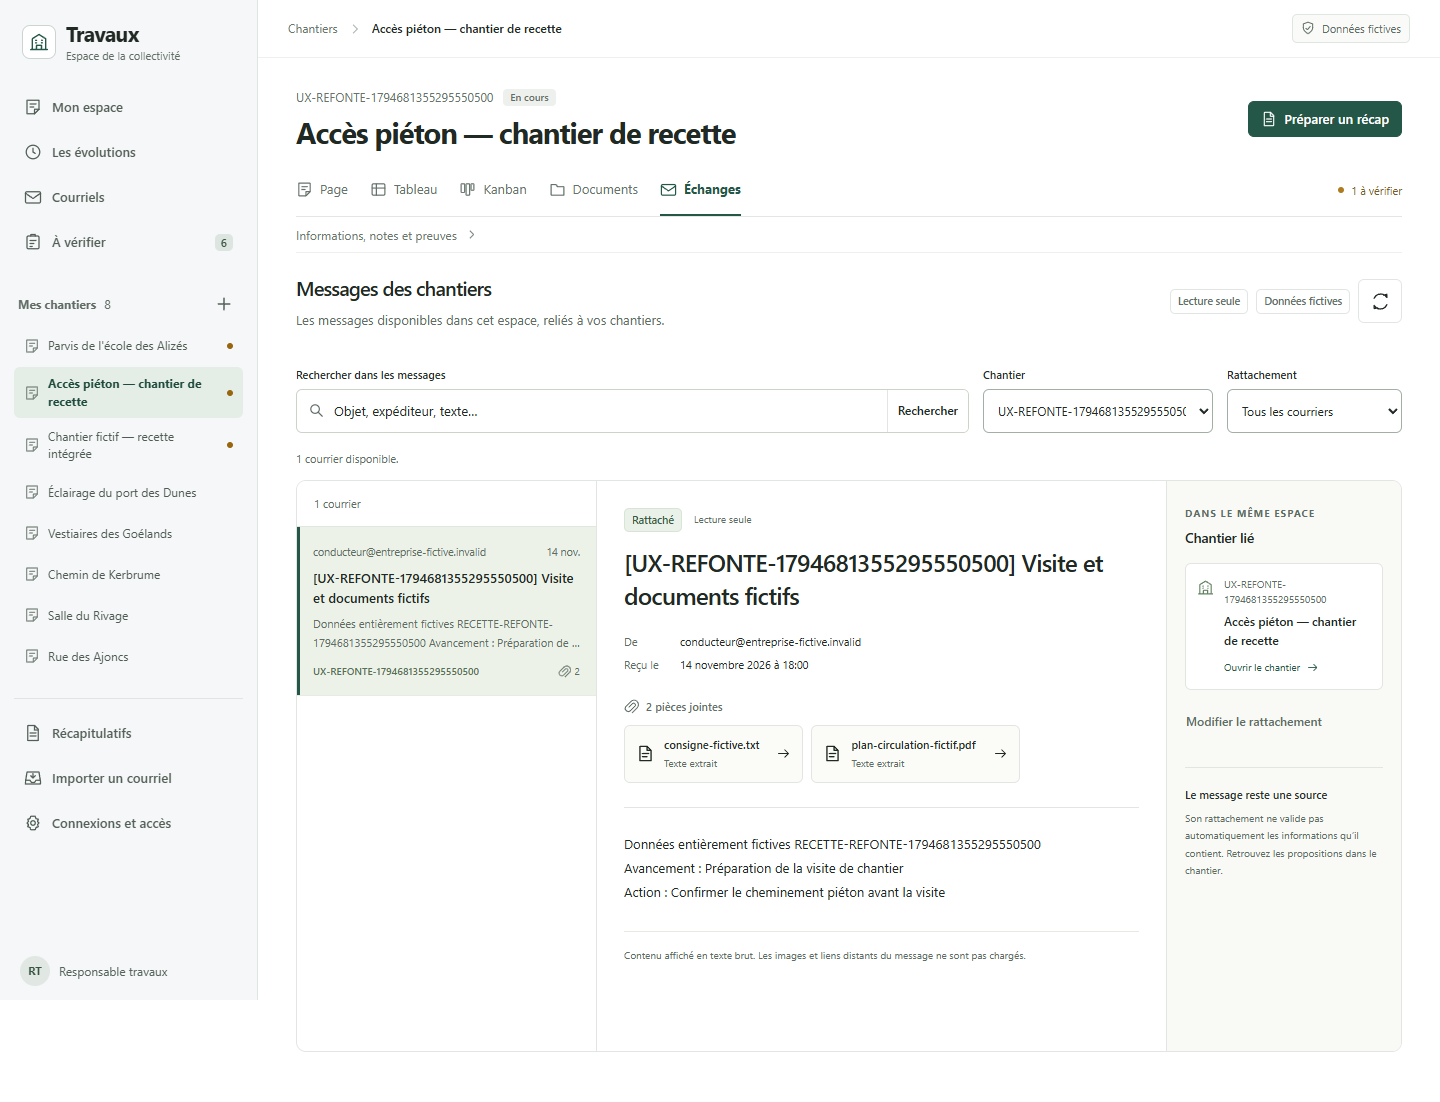 Travaux
Espace de la collectivité
Mon espace
Les évolutions
Courriels
À vérifier
6
Mes chantiers 8
Parvis de l'école des Alizés
Accès piéton — chantier de
recette
Chantier fictif — recette
intégrée
Éclairage du port des Dunes
Vestiaires des Goélands
Chemin de Kerbrume
Salle du Rivage
Rue des Ajoncs
Récapitulatifs
Importer un courriel
Connexions et accès
RT
Responsable travaux
Chantiers
Accès piéton — chantier de recette
Données fictives
UX-REFONTE-1794681355295550500
En cours
Accès piéton — chantier de recette
Préparer un récap
Page
Tableau
Kanban
Documents
Échanges
1 à vérifier
Informations, notes et preuves
Messages des chantiers
Les messages disponibles dans cet espace, reliés à vos chantiers.
Lecture seule
Données fictives
Rechercher dans les messages
Objet, expéditeur, texte...
Rechercher
Chantier
UX-REFONTE-1794681355295550500
Rattachement
Tous les courriers
1 courrier disponible.
1 courrier
conducteur@entreprise-fictive.invalid
14 nov.
[UX-REFONTE-1794681355295550500] Visite
et documents fictifs
Données entièrement fictives RECETTE-REFONTE-
1794681355295550500 Avancement : Préparation de ...
UX-REFONTE-1794681355295550500
2
Rattaché
Lecture seule
[UX-REFONTE-1794681355295550500] Visite et
documents fictifs
De conducteur@entreprise-fictive.invalid
Reçu le 14 novembre 2026 à 18:00
2 pièces jointes
consigne-fictive.txt
Texte extrait
plan-circulation-fictif.pdf
Texte extrait
Données entièrement fictives RECETTE-REFONTE-1794681355295550500
Avancement : Préparation de la visite de chantier
Action : Confirmer le cheminement piéton avant la visite
Contenu affiché en texte brut. Les images et liens distants du message ne sont pas chargés.
DANS LE MÊME ESPACE
Chantier lié
UX-REFONTE-
1794681355295550500
Accès piéton — chantier
de recette
Ouvrir le chantier
Modifier le rattachement
Le message reste une source
Son rattachement ne valide pas
automatiquement les informations qu'il
contient. Retrouvez les propositions dans le
chantier.